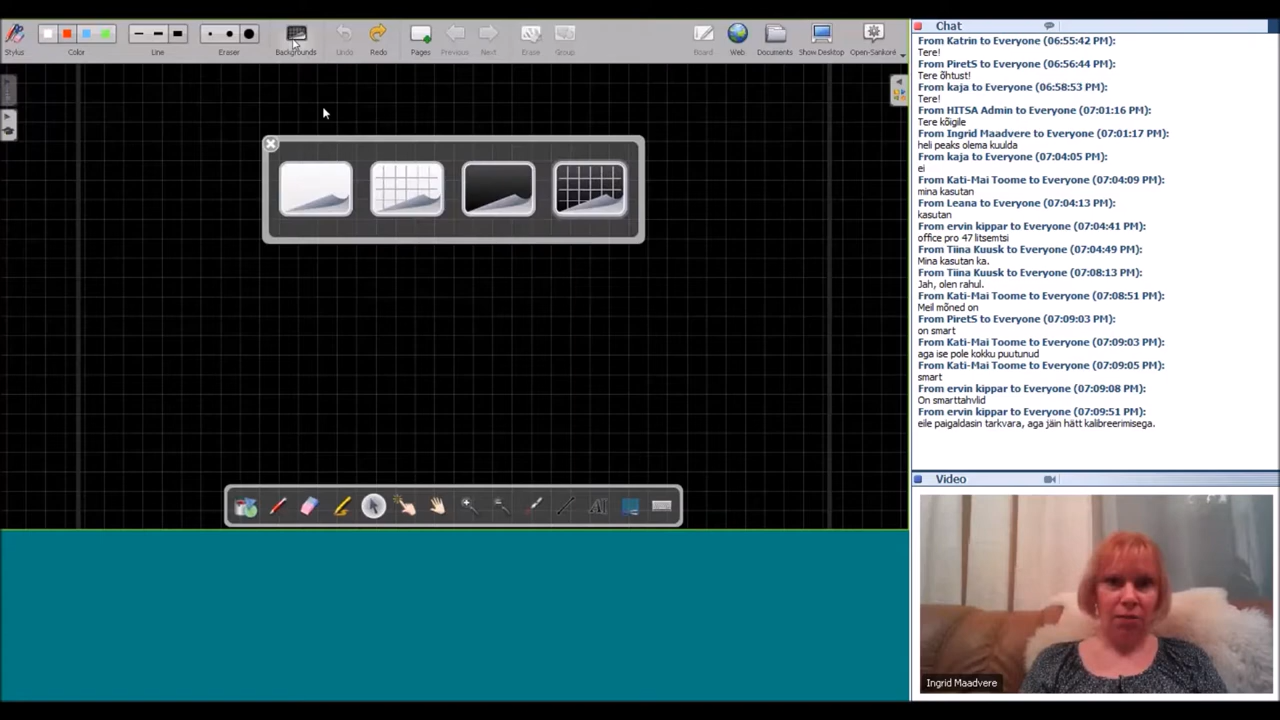 Stylus
Color
Line
Eraser
Backgrounds
Undo
Redo
Pages
Previous
Next
Erase
Group
Board
Web
Documents
Show Desktop
Open-Sankoré
Chat
From Katrin to Everyone (06:55:42 PM):
Tere!
From PiretS to Everyone (06:56:44 PM):
Tere õhtust!
From kaja to Everyone (06:58:53 PM):
Tere!
From HITSA Admin to Everyone (07:01:16 PM):
Tere kõigile
From Ingrid Maadvere to Everyone (07:01:17 PM):
heli peaks olema kuulda
From kaja to Everyone (07:04:05 PM):
ei
From Kati-Mai Toome to Everyone (07:04:09 PM):
mina kasutan
From Leana to Everyone (07:04:13 PM):
kasutan
From ervin kippar to Everyone (07:04:41 PM):
office pro 47 litsemtsi
From Tiina Kuusk to Everyone (07:04:49 PM):
Mina kasutan ka.
From Tiina Kuusk to Everyone (07:08:13 PM):
Jah, olen rahul.
From Kati-Mai Toome to Everyone (07:08:51 PM):
Meil mõned on
From PiretS to Everyone (07:09:03 PM):
on smart
From Kati-Mai Toome to Everyone (07:09:03 PM):
aga ise pole kokku puutunud
From Kati-Mai Toome to Everyone (07:09:05 PM):
smart
From ervin kippar to Everyone (07:09:08 PM):
On smarttahvlid
From ervin kippar to Everyone (07:09:51 PM):
eile paigaldasin tarkvara, aga jäin hätt kalibreerimisega.
Video
Ingrid Maadvere